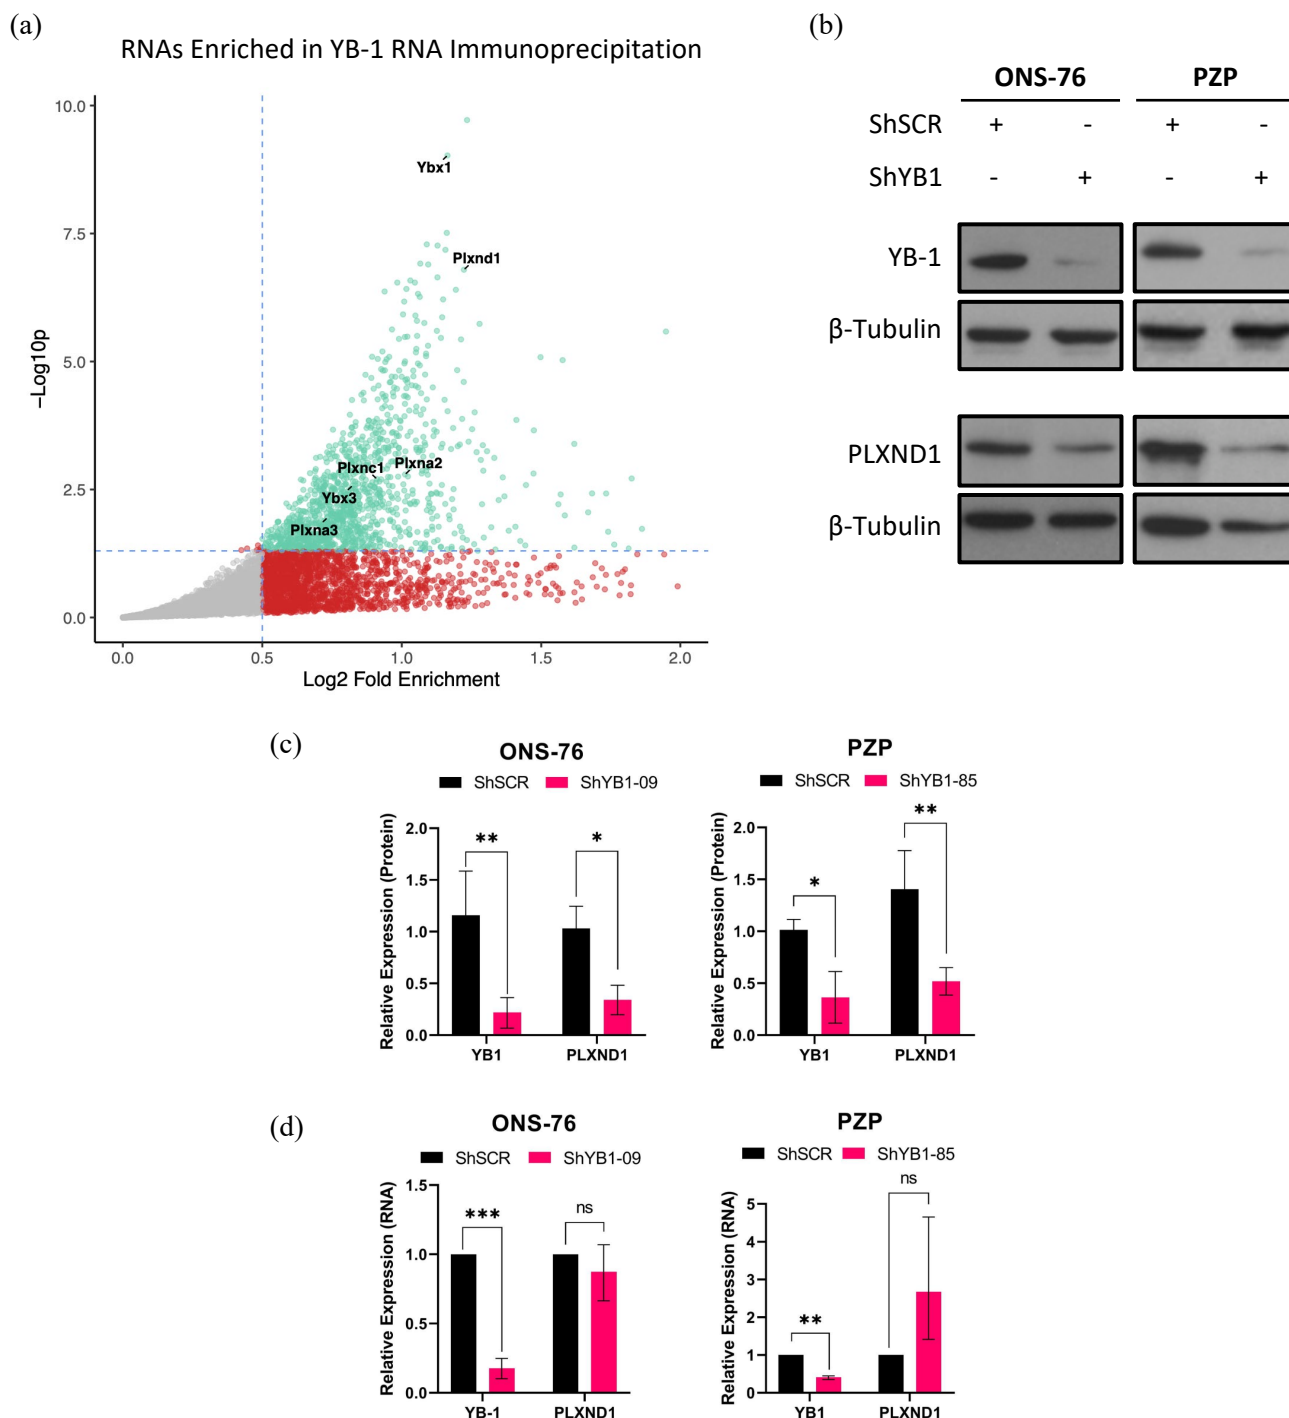 (a)
RNAs Enriched in YB-1 RNA Immunoprecipitation
10.0
7.5
5.0
2.5
0.0
−Log10p
Ybx1
Plxnd1
Plxnc1
Plxna2
Ybx3
Plxna3
0.0 0.5 1.0 1.5 2.0
Log2 Fold Enrichment
(b)
ONS-76 PZP
ShSCR + - + -
ShYB1 - + - +
YB-1
β-Tubulin
PLXND1
β-Tubulin
(c)
ONS-76
ShSCR ShYB1-09
Relative Expression (Protein)
2.0
1.5
1.0
0.5
0.0
** *
YB1 PLXND1
PZP
ShSCR ShYB1-85
Relative Expression (Protein)
2.0
1.5
1.0
0.5
0.0
* **
YB1 PLXND1
(d)
ONS-76
ShSCR ShYB1-09
Relative Expression (RNA)
1.5
1.0
0.5
0.0
*** ns
YB-1 PLXND1
PZP
ShSCR ShYB1-85
Relative Expression (RNA)
5
4
3
2
1
0
** ns
YB1 PLXND1